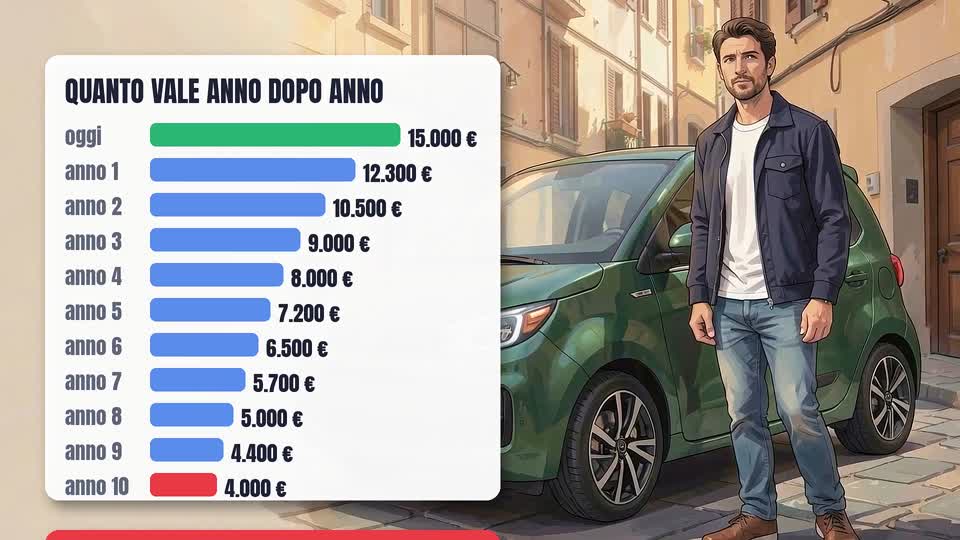 QUANTO VALE ANNO DOPO ANNO
oggi 15.000 €
anno 1 12.300 €
anno 2 10.500 €
anno 3 9.000 €
anno 4 8.000 €
anno 5 7.200 €
anno 6 6.500 €
anno 7 5.700 €
anno 8 5.000 €
anno 9 4.400 €
anno 10 4.000 €